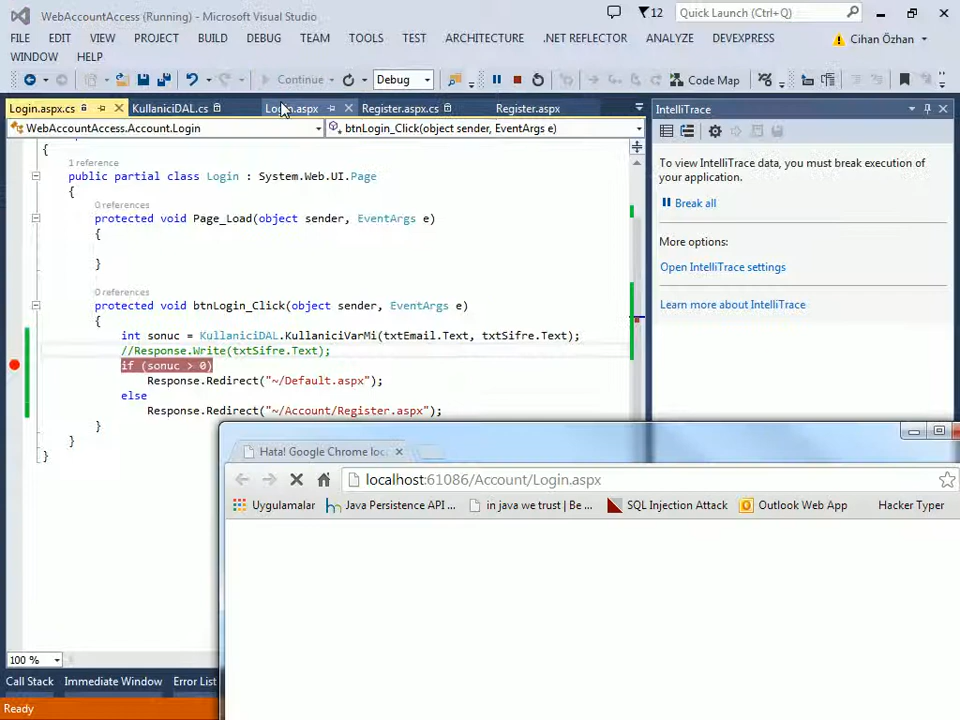 WebAccountAccess (Running) - Microsoft Visual Studio
12
Quick Launch (Ctrl+Q)
FILE EDIT VIEW PROJECT BUILD DEBUG TEAM TOOLS TEST ARCHITECTURE .NET REFLECTOR ANALYZE DEVEXPRESS
Cihan Özhan
WINDOW HELP
Continue
Debug
Code Map
Login.aspx.cs KullaniciDAL.cs Login.aspx Register.aspx.cs Register.aspx
WebAccountAccess.Account.Login
btnLogin_Click(object sender, EventArgs e)
{
1 reference
public partial class Login : System.Web.UI.Page
{
0 references
protected void Page_Load(object sender, EventArgs e)
{
}
0 references
protected void btnLogin_Click(object sender, EventArgs e)
{
int sonuc = KullaniciDAL.KullaniciVarMi(txtEmail.Text, txtSifre.Text);
//Response.Write(txtSifre.Text);
if (sonuc > 0)
Response.Redirect("~/Default.aspx");
else
Response.Redirect("~/Account/Register.aspx");
}
}
}
100 %
Call Stack Immediate Window Error List
Ready
IntelliTrace
To view IntelliTrace data, you must break execution of
your application.
Break all
More options:
Open IntelliTrace settings
Learn more about IntelliTrace
Hata! Google Chrome loc
localhost:61086/Account/Login.aspx
Uygulamalar
Java Persistence API ...
in java we trust | Be ...
SQL Injection Attack
Outlook Web App
Hacker Typer